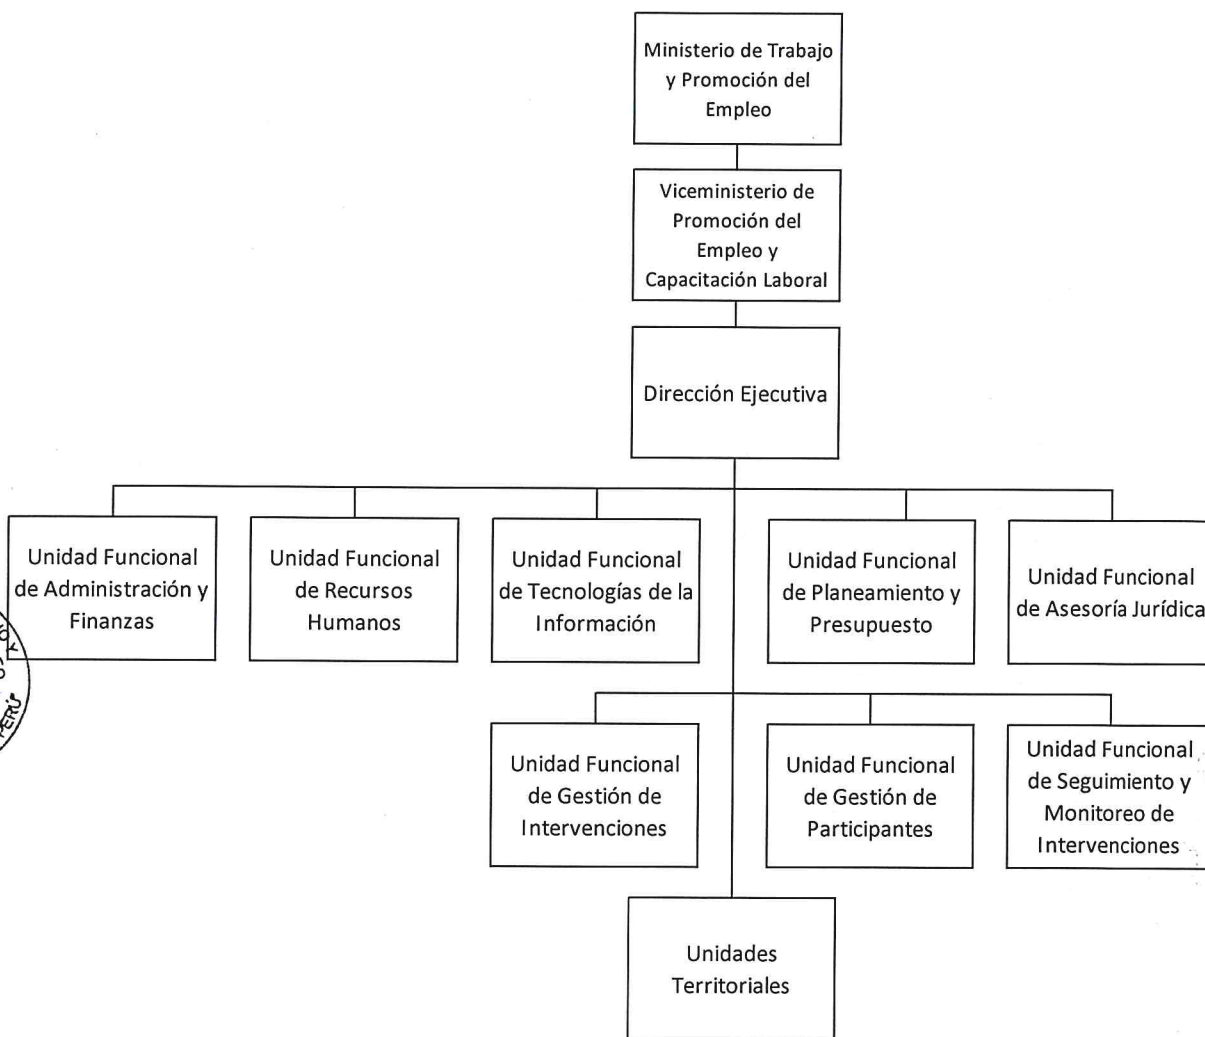 Ministerio de Trabajo
y Promoción del
Empleo
Viceministerio de
Promoción del
Empleo y
Capacitación Laboral
Dirección Ejecutiva
Unidad Funcional
de Administración y
Finanzas
Unidad Funcional
de Recursos
Humanos
Unidad Funcional
de Tecnologías de la
Información
Unidad Funcional
de Planeamiento y
Presupuesto
Unidad Funcional
de Asesoría Jurídica
PERÚ
Unidad Funcional
de Gestión de
Intervenciones
Unidad Funcional
de Gestión de
Participantes
Unidad Funcional
de Seguimiento y
Monitoreo de
Intervenciones
Unidades
Territoriales